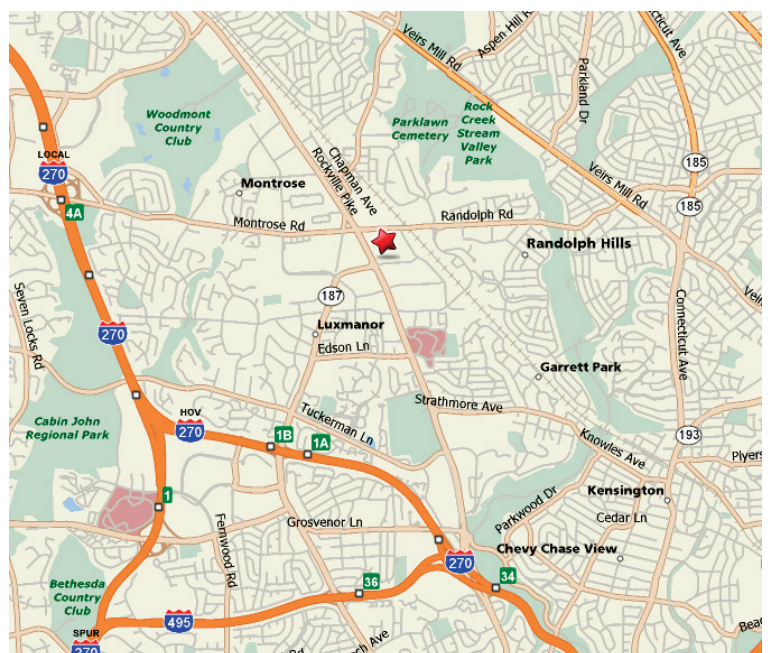 Aspen Hill R
Connecticut Ave
Veirs Mill Rd
Parkland Dr
Woodmont
Country
Club
Rock
Creek
Stream
Valley
Park
Parklawn
Cemetery
LOCAL
270
4A
Chapman Ave
Rockville Pike
185
Veirs Mill Rd
Montrose
185
Montrose Rd
Randolph Rd
Randolph Hills
Seven Locks Rd
187
Connecticut Ave
Veir
270
Luxmanor
Edson Ln
Garrett Park
Strathmore Ave
Cabin John
Regional Park
HOV
270
Tuckerman Ln
1B
1A
Knowles Ave
193
Plyers
1
Parkwood Dr
Kensington
Fernwood Rd
Grosvenor Ln
Cedar Ln
Chevy Chase View
270
Bethesda
Country
Club
36
34
SPUR
495
270
Rd
ch Ave
Beac